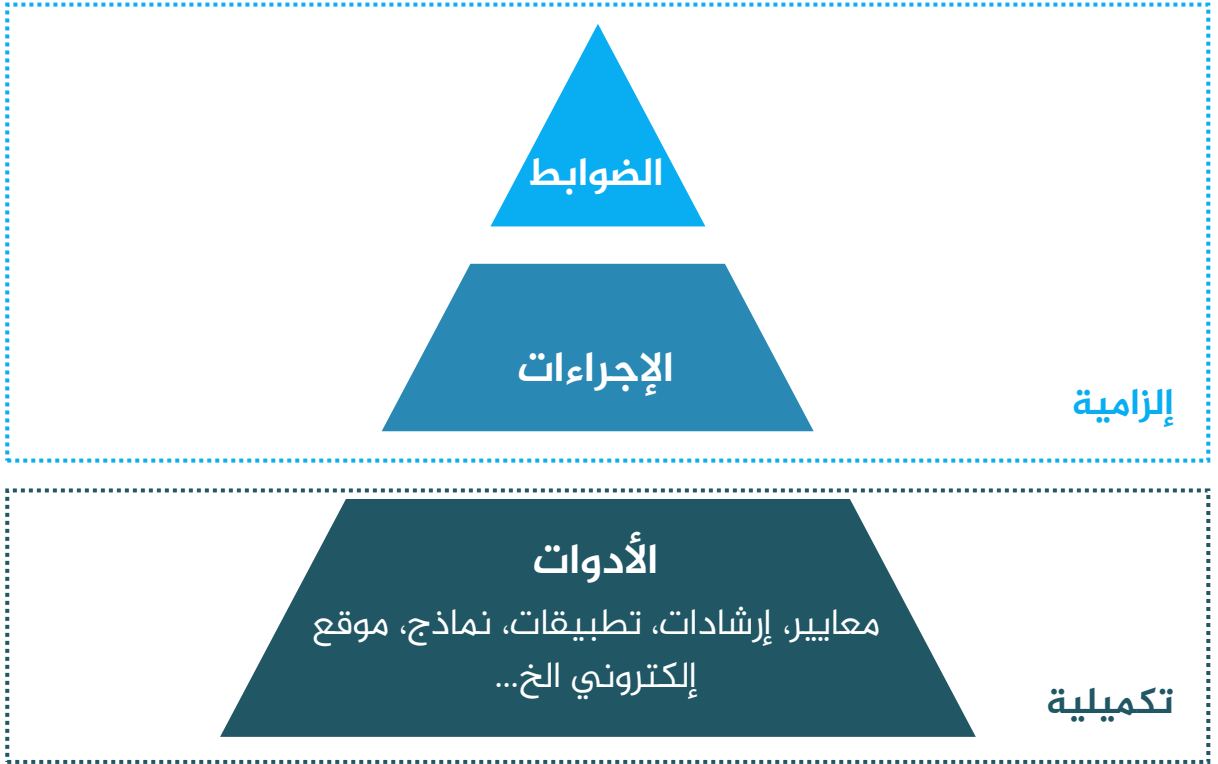 الضوابط
الإجراءات
إلزامية
الأدوات
معايير، إرشادات، تطبيقات، نماذج، موقع
إلكتروني الخ...
تكميلية